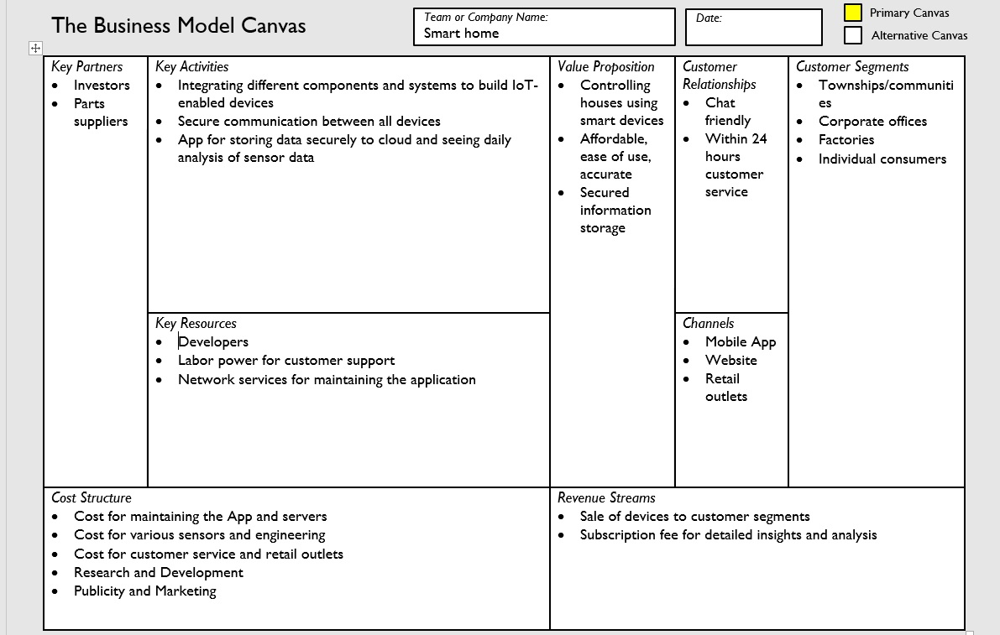 The Business Model Canvas
Team or Company Name:
Smart home
Date:
Primary Canvas
Alternative Canvas
Key Partners
• Investors
• Parts
suppliers
Key Activities
• Integrating different components and systems to build IoT-
enabled devices
• Secure communication between all devices
• App for storing data securely to cloud and seeing daily
analysis of sensor data
Key Resources
• Developers
• Labor power for customer support
• Network services for maintaining the application
Value Proposition
• Controlling
houses using
smart devices
• Affordable,
ease of use,
accurate
• Secured
information
storage
Customer
Relationships
• Chat
friendly
• Within 24
hours
customer
service
Channels
• Mobile App
• Website
• Retail
outlets
Customer Segments
• Townships/communiti
es
• Corporate offices
• Factories
• Individual consumers
Cost Structure
• Cost for maintaining the App and servers
• Cost for various sensors and engineering
• Cost for customer service and retail outlets
• Research and Development
• Publicity and Marketing
Revenue Streams
• Sale of devices to customer segments
• Subscription fee for detailed insights and analysis